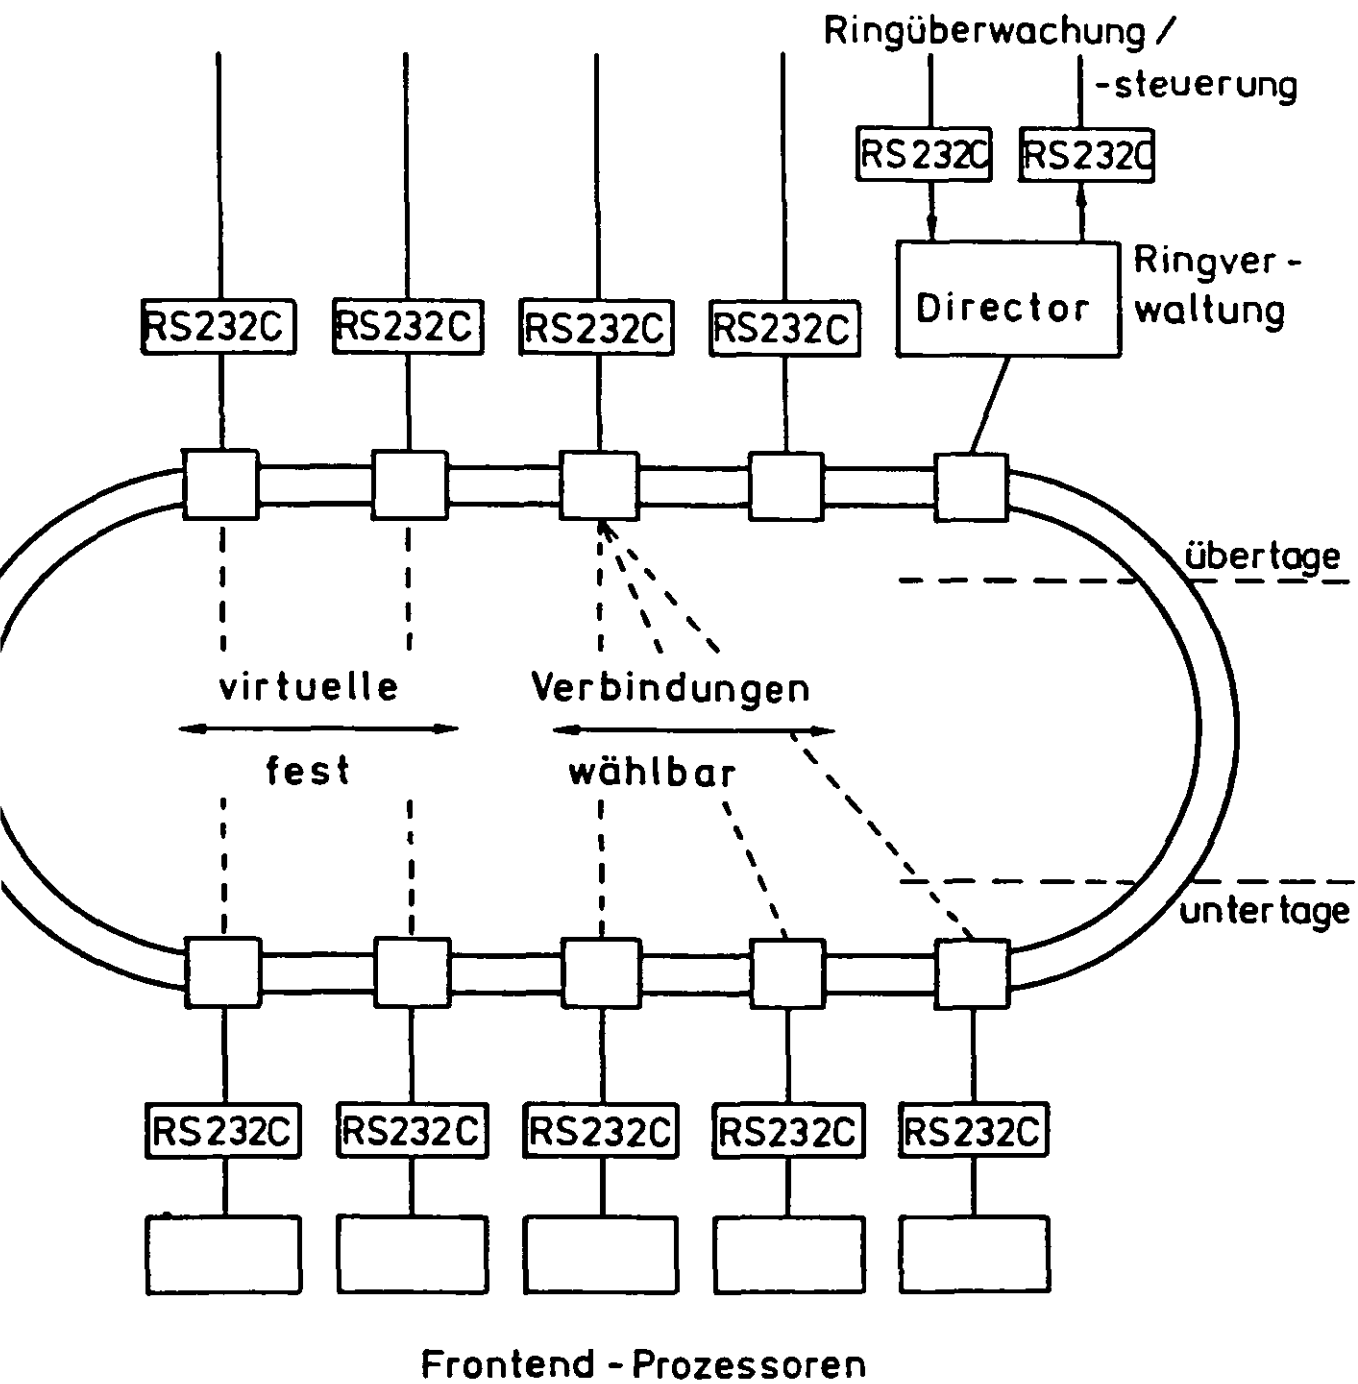 Ringüberwachung /
-steuerung
RS232C RS232C
Ringver-
Director waltung
RS232C RS232C RS232C RS232C
übertage
virtuelle Verbindungen
fest wählbar
untertage
RS232C RS232C RS232C RS232C RS232C
Frontend - Prozessoren